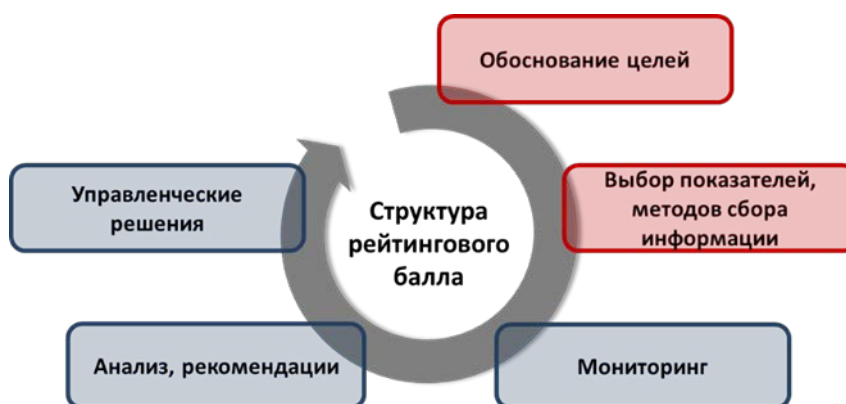 Обоснование целей
Выбор показателей,
методов сбора
информации
Мониторинг
Анализ, рекомендации
Управленческие
решения
Структура
рейтингового
балла